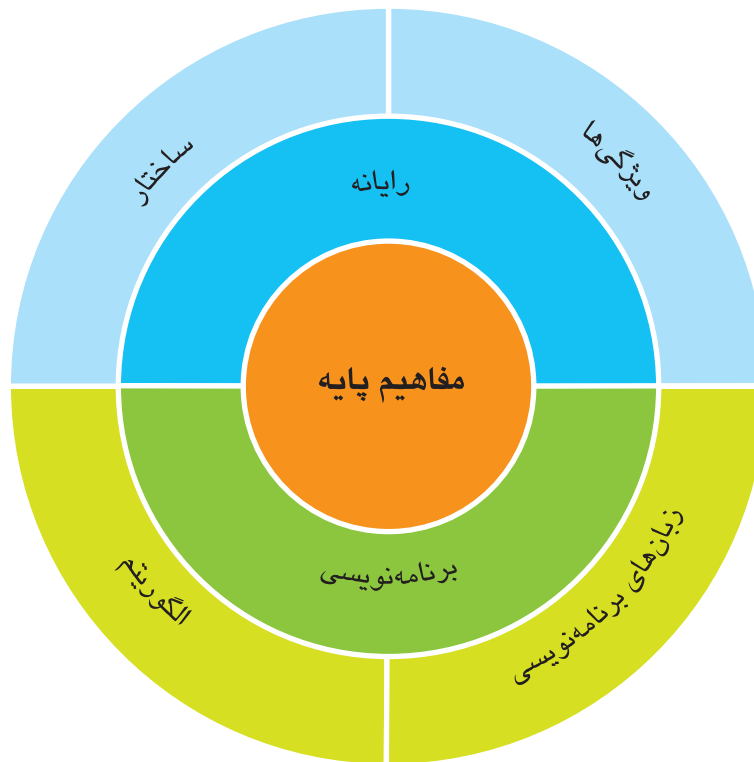 ویژگی‌ها
ساختار
رایانه
مفاهیم پایه
برنامه‌نویسی
زبان‌های برنامه‌نویسی
الگوریتم